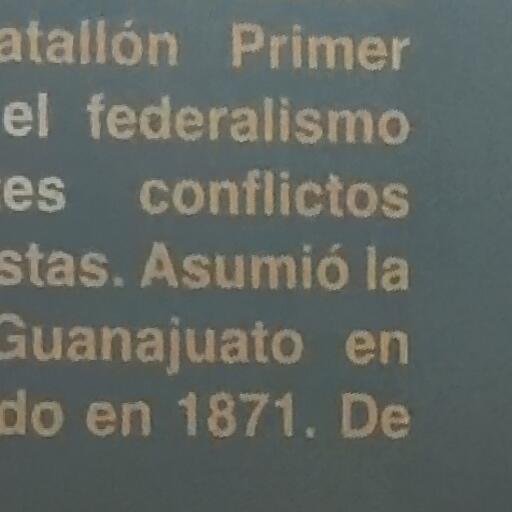 atallón Primer
el federalismo
es conflictos
stas. Asumió la
Guanajuato en
do en 1871. De